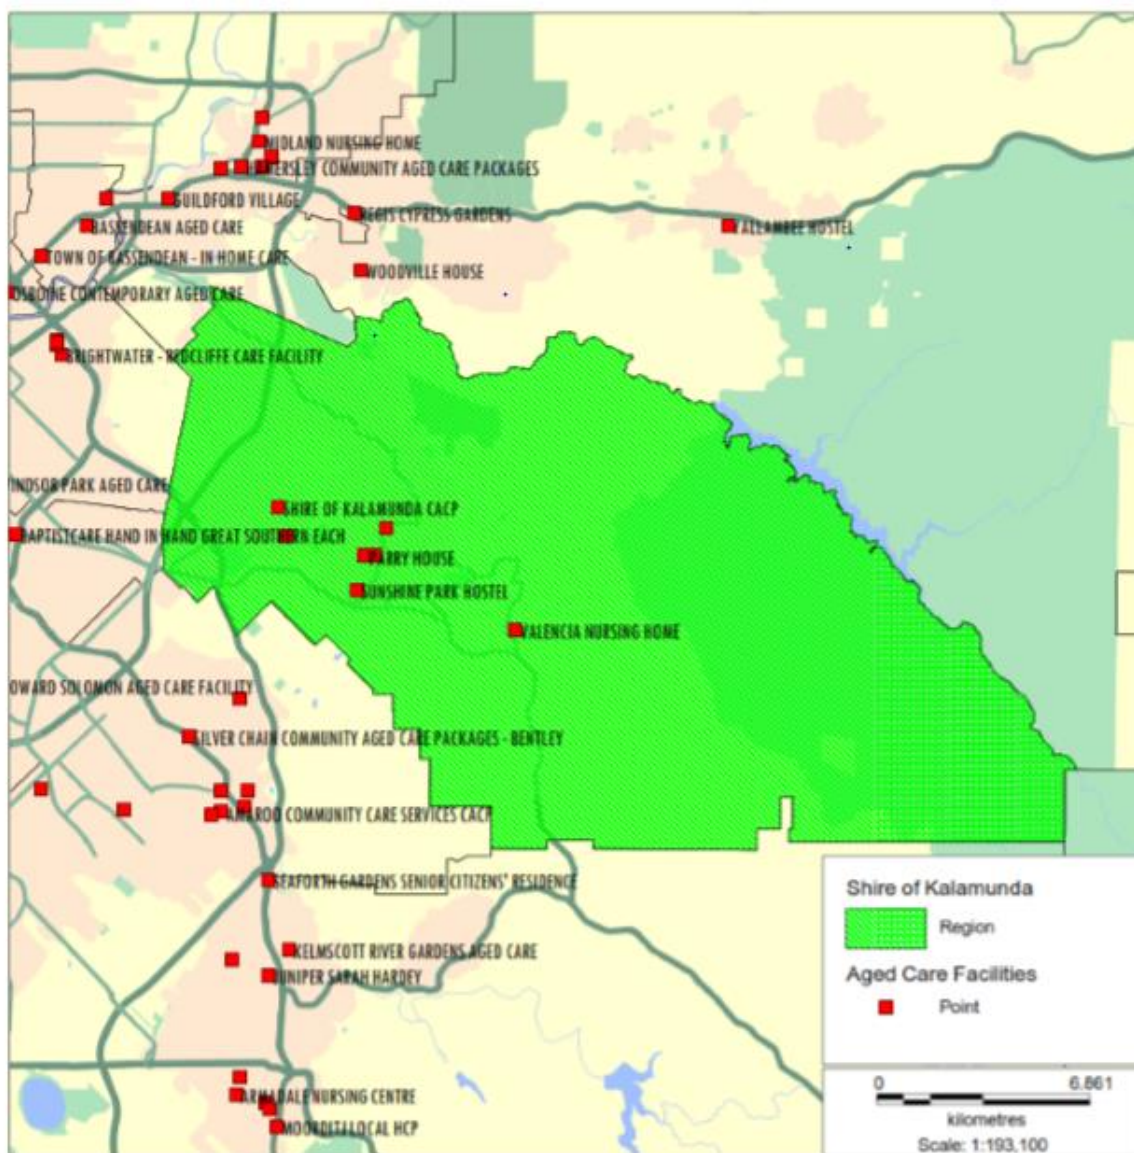 MIDLAND NURSING HOME
HAMERSLEY COMMUNITY AGED CARE PACKAGES
GUILDFORD VILLAGE
REGIS CYPRESS GARDENS
BASSENDEAN AGED CARE
YALLAMBEE HOSTEL
TOWN OF BASSENDEAN - IN HOME CARE
WOODVILLE HOUSE
OSBOINE CONTEMPORARY AGED CARE
BRIGHTWATER - REDCLIFFE CARE FACILITY
INDSOR PARK AGED CARE
SHIRE OF KALAMUNDA CACP
BAPTISTCARE HAND IN HAND GREAT SOUTHERN EACH
PARRY HOUSE
SUNSHINE PARK HOSTEL
VALENCIA NURSING HOME
OWARD SOLOMON AGED CARE FACILITY
SILVER CHAIN COMMUNITY AGED CARE PACKAGES - BENTLEY
AMAROO COMMUNITY CARE SERVICES CACP
SEAFORTH GARDENS SENIOR CITIZENS' RESIDENCE
KELMSCOTT RIVER GARDENS AGED CARE
JUNIPER SARAH HARDEY
ARMADALE NURSING CENTRE
MOORDITJ LOCAL HCP
Shire of Kalamunda
Region
Aged Care Facilities
Point
0 6.861
kilometres
Scale: 1:193,100